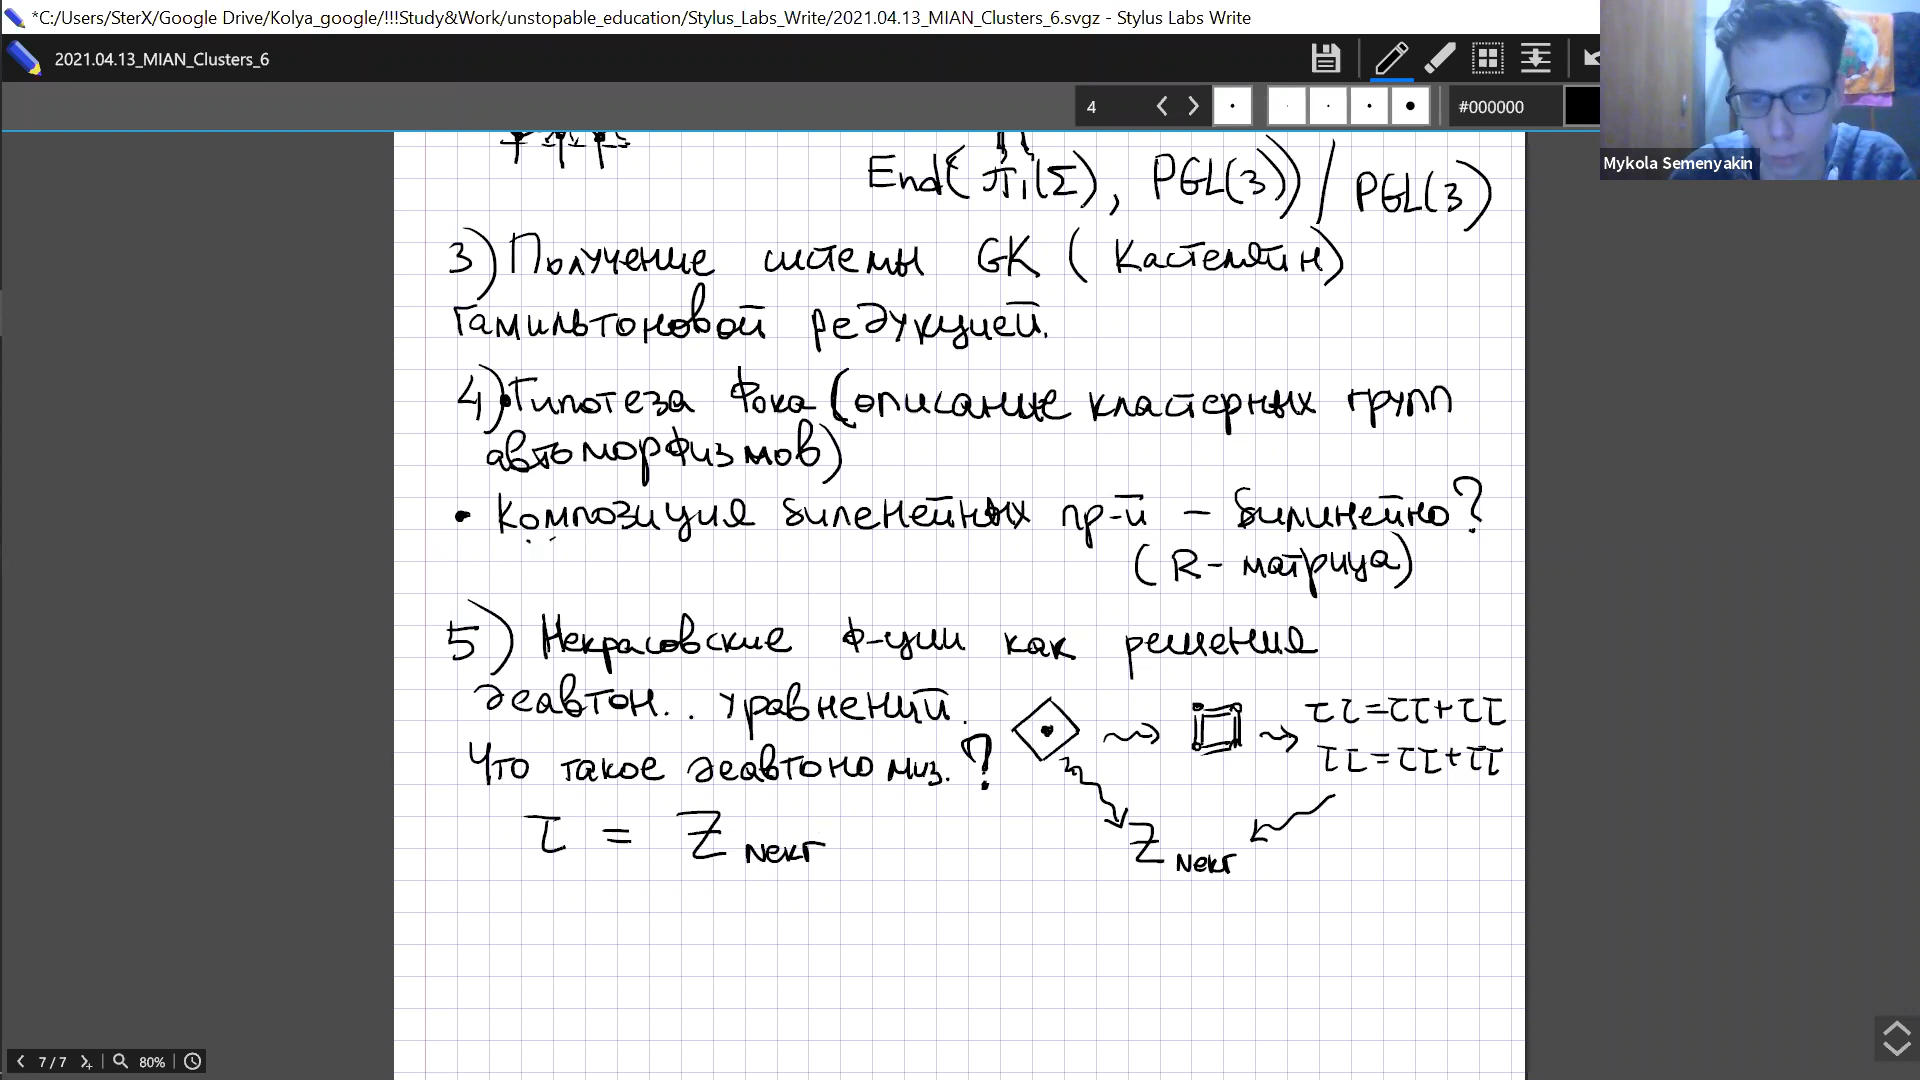 *C:/Users/SterX/Google Drive/Kolya_google/!!!Study&Work/unstopable_education/Stylus_Labs_Write/2021.04.13_MIAN_Clusters_6.svgz - Stylus Labs Write
2021.04.13_MIAN_Clusters_6
4
#000000
Mykola Semenyakin
End(π₁(Σ), PGL(3)) / PGL(3)
3) Получение системы GK (Кастелятин)
Гамильтоновой редукцией.
4) Гипотеза Фока (описание кластерных групп
автоморфизмов)
• Композиция биленейных пр-й – билинейно?
(R-матрица)
5) Некрасовские ф-ции как решения
деавтон.. уравнений.
ττ=ττ+ττ
ττ=ττ+ττ
Что такое деавтономиз.?
τ = Z Nekr
Z Nekr
7/7
80%